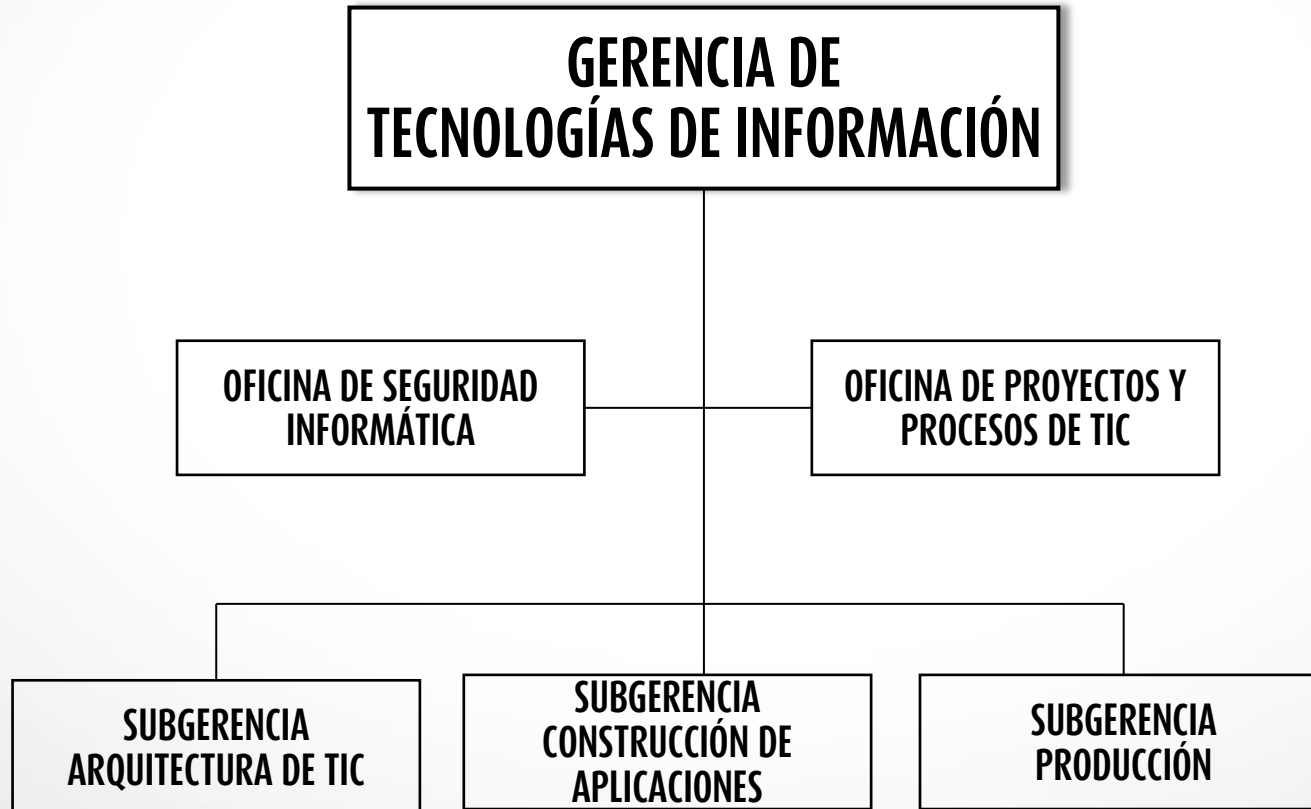 GERENCIA DE
TECNOLOGÍAS DE INFORMACIÓN
OFICINA DE SEGURIDAD
INFORMÁTICA
OFICINA DE PROYECTOS Y
PROCESOS DE TIC
SUBGERENCIA
ARQUITECTURA DE TIC
SUBGERENCIA
CONSTRUCCIÓN DE
APLICACIONES
SUBGERENCIA
PRODUCCIÓN